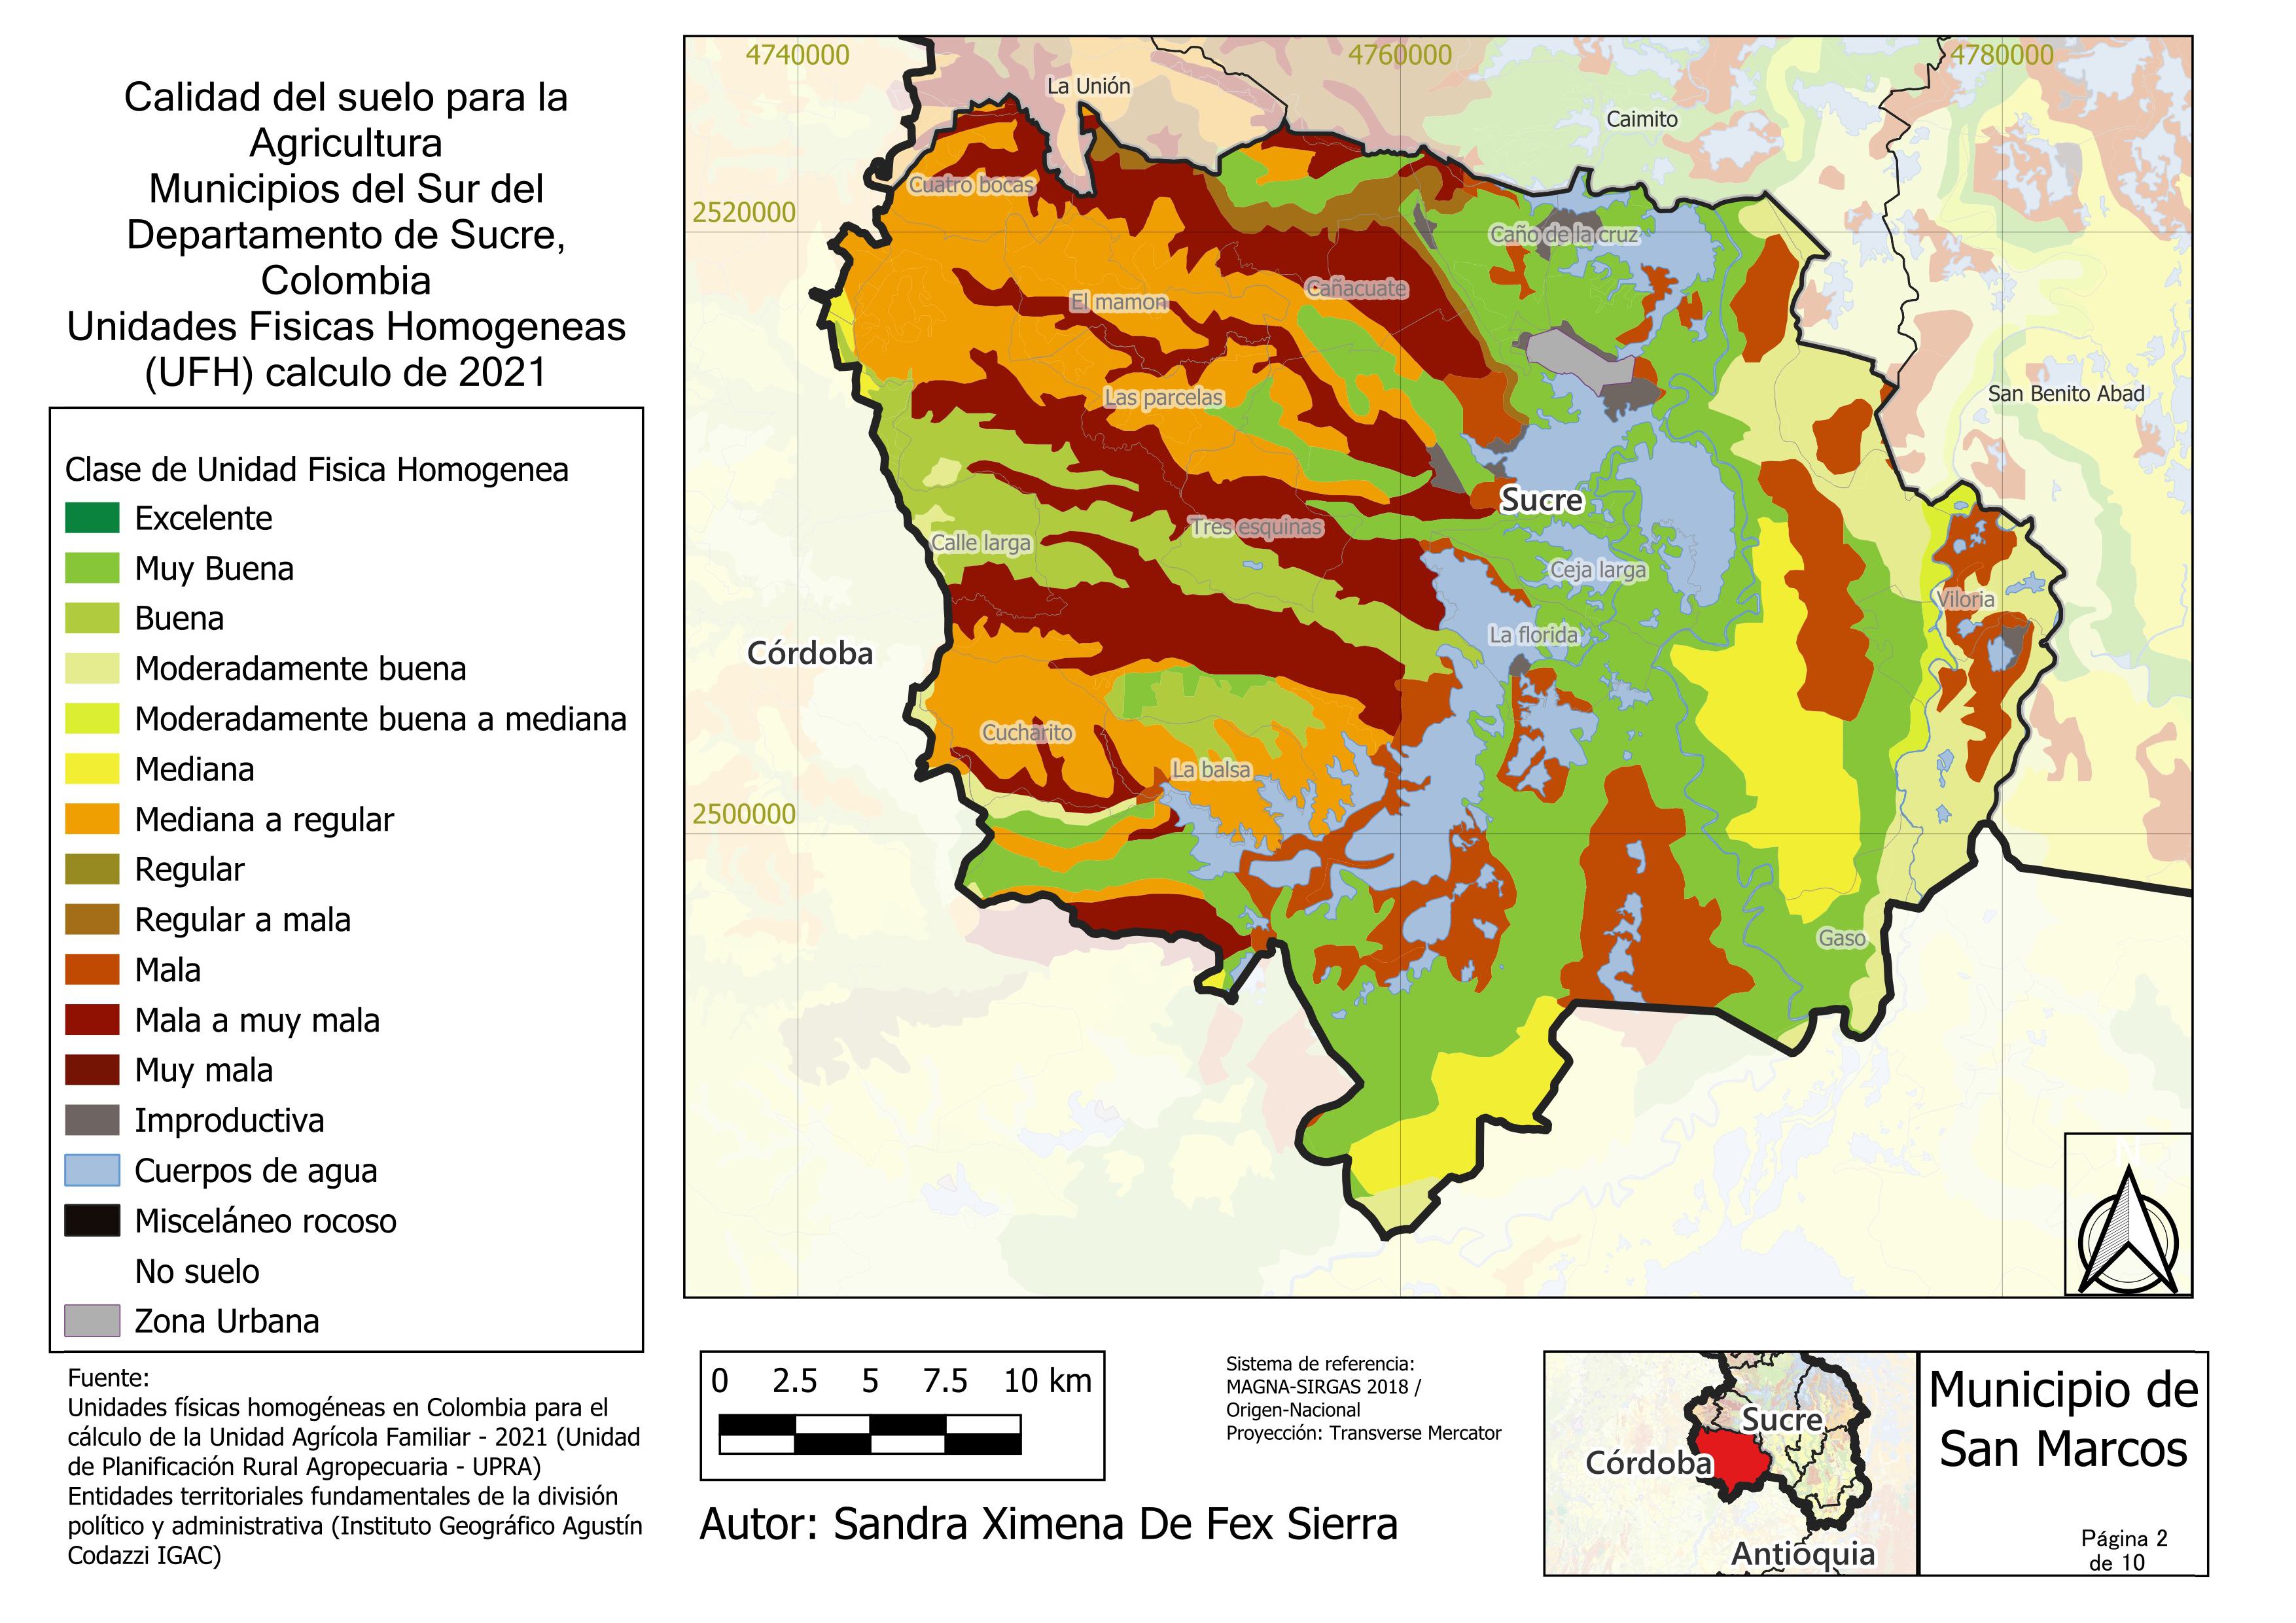 Calidad del suelo para la
Agricultura
Municipios del Sur del
Departamento de Sucre,
Colombia
Unidades Fisicas Homogeneas
(UFH) calculo de 2021
Clase de Unidad Fisica Homogenea
Excelente
Muy Buena
Buena
Moderadamente buena
Moderadamente buena a mediana
Mediana
Mediana a regular
Regular
Regular a mala
Mala
Mala a muy mala
Muy mala
Improductiva
Cuerpos de agua
Misceláneo rocoso
No suelo
Zona Urbana
Fuente:
Unidades físicas homogéneas en Colombia para el
cálculo de la Unidad Agrícola Familiar - 2021 (Unidad
de Planificación Rural Agropecuaria - UPRA)
Entidades territoriales fundamentales de la división
político y administrativa (Instituto Geográfico Agustín
Codazzi IGAC)
4740000
4760000
4780000
La Unión
Caimito
Cuatro bocas
2520000
Caño de la cruz
Cañacuate
El mamon
Las parcelas
San Benito Abad
Sucre
Tres esquinas
Calle larga
Ceja larga
Viloria
La florida
Córdoba
Cucharito
La balsa
2500000
Gaso
N
0 2.5 5 7.5 10 km
Sistema de referencia:
MAGNA-SIRGAS 2018 /
Origen-Nacional
Proyección: Transverse Mercator
Autor: Sandra Ximena De Fex Sierra
Sucre
Córdoba
Antioquia
Municipio de
San Marcos
Página 2
de 10